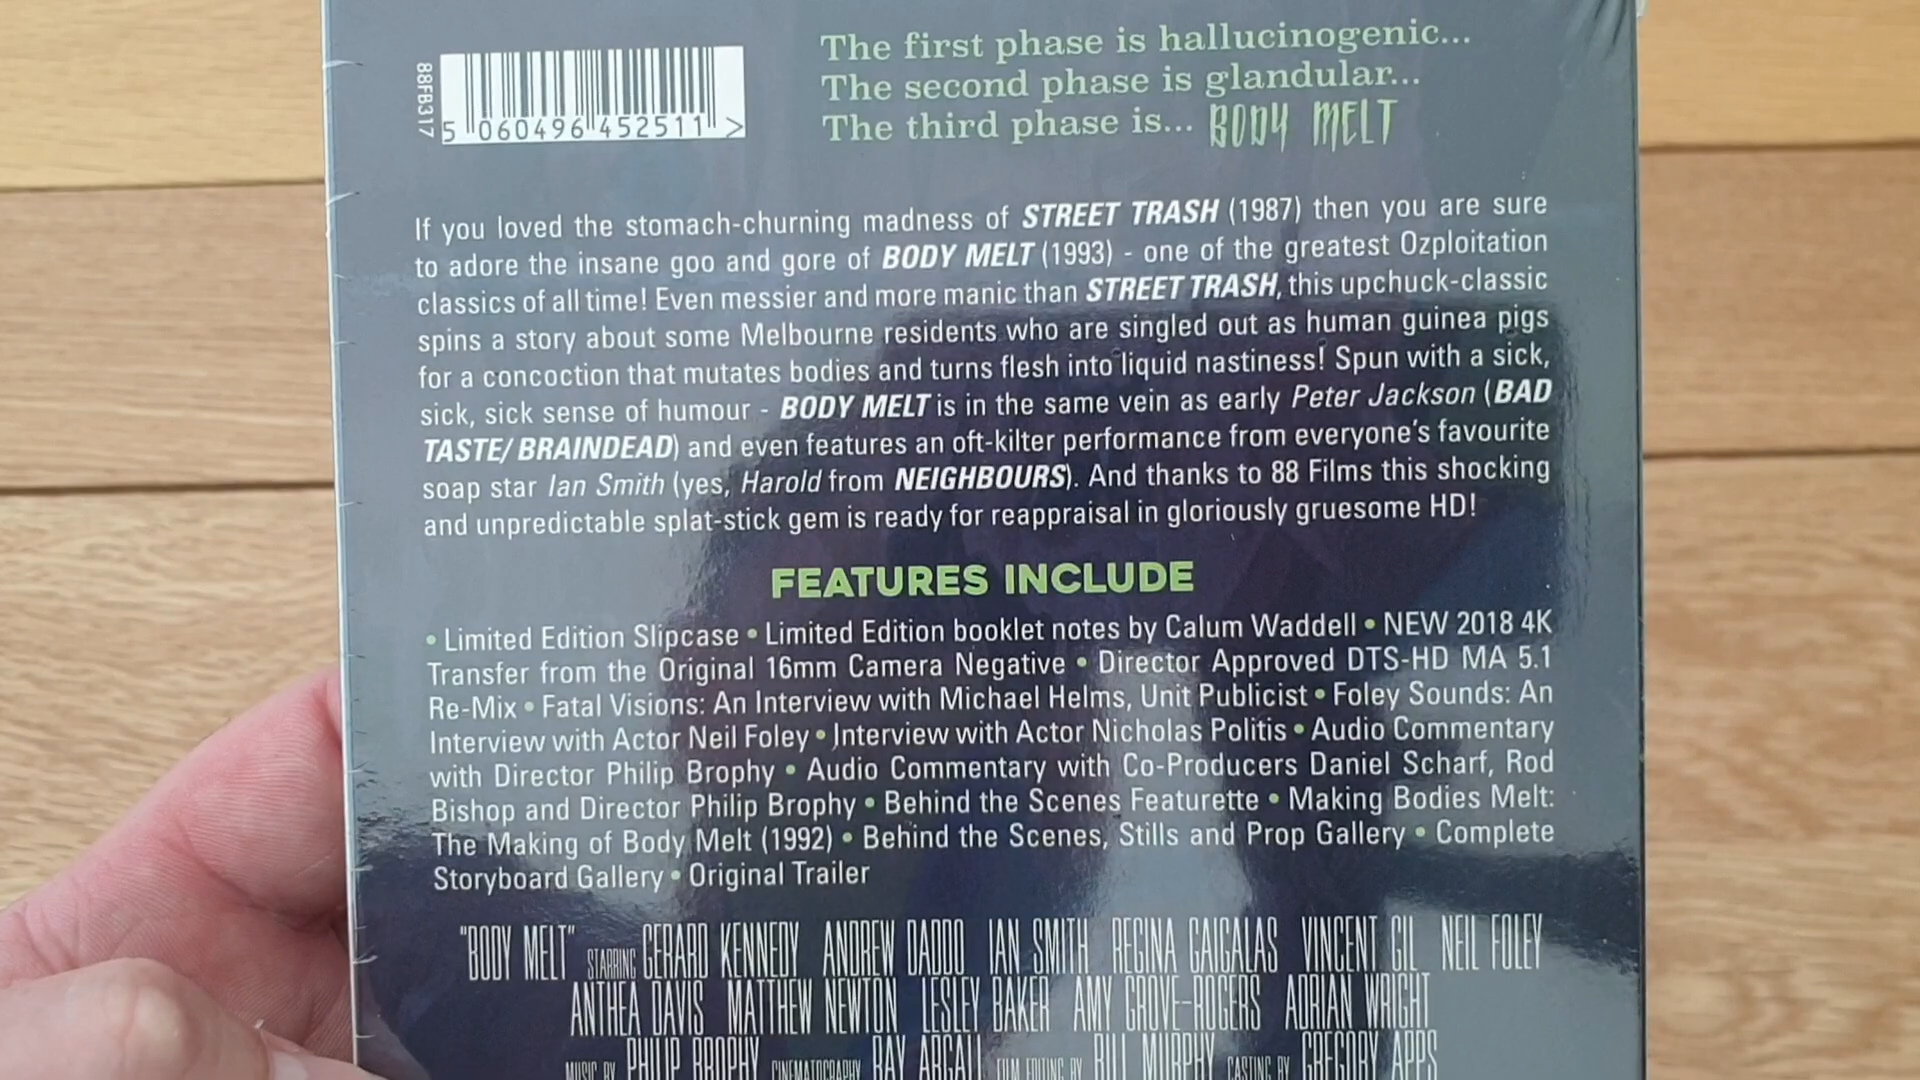 88FB317
5 060496 452511 >
The first phase is hallucinogenic...
The second phase is glandular...
The third phase is... BODY MELT
If you loved the stomach-churning madness of STREET TRASH (1987) then you are sure
to adore the insane goo and gore of BODY MELT (1993) - one of the greatest Ozploitation
classics of all time! Even messier and more manic than STREET TRASH, this upchuck-classic
spins a story about some Melbourne residents who are singled out as human guinea pigs
for a concoction that mutates bodies and turns flesh into liquid nastiness! Spun with a sick,
sick, sick sense of humour - BODY MELT is in the same vein as early Peter Jackson (BAD
TASTE/ BRAINDEAD) and even features an oft-kilter performance from everyone's favourite
soap star Ian Smith (yes, Harold from NEIGHBOURS). And thanks to 88 Films this shocking
and unpredictable splat-stick gem is ready for reappraisal in gloriously gruesome HD!
FEATURES INCLUDE
• Limited Edition Slipcase • Limited Edition booklet notes by Calum Waddell • NEW 2018 4K
Transfer from the Original 16mm Camera Negative • Director Approved DTS-HD MA 5.1
Re-Mix • Fatal Visions: An Interview with Michael Helms, Unit Publicist • Foley Sounds: An
Interview with Actor Neil Foley • Interview with Actor Nicholas Politis • Audio Commentary
with Director Philip Brophy • Audio Commentary with Co-Producers Daniel Scharf, Rod
Bishop and Director Philip Brophy • Behind the Scenes Featurette • Making Bodies Melt:
The Making of Body Melt (1992) • Behind the Scenes, Stills and Prop Gallery • Complete
Storyboard Gallery • Original Trailer
"BODY MELT" STARRING GERARD KENNEDY ANDREW DADDO IAN SMITH REGINA GAIGALAS VINCENT GIL NEIL FOLEY
ANTHEA DAVIS MATTHEW NEWTON LESLEY BAKER AMY GROVE-ROGERS ADRIAN WRIGHT
MUSIC BY PHILIP BROPHY CINEMATOGRAPHY RAY ARGALL FILM EDITING BY BILL MURPHY CASTING BY GREGORY APPS